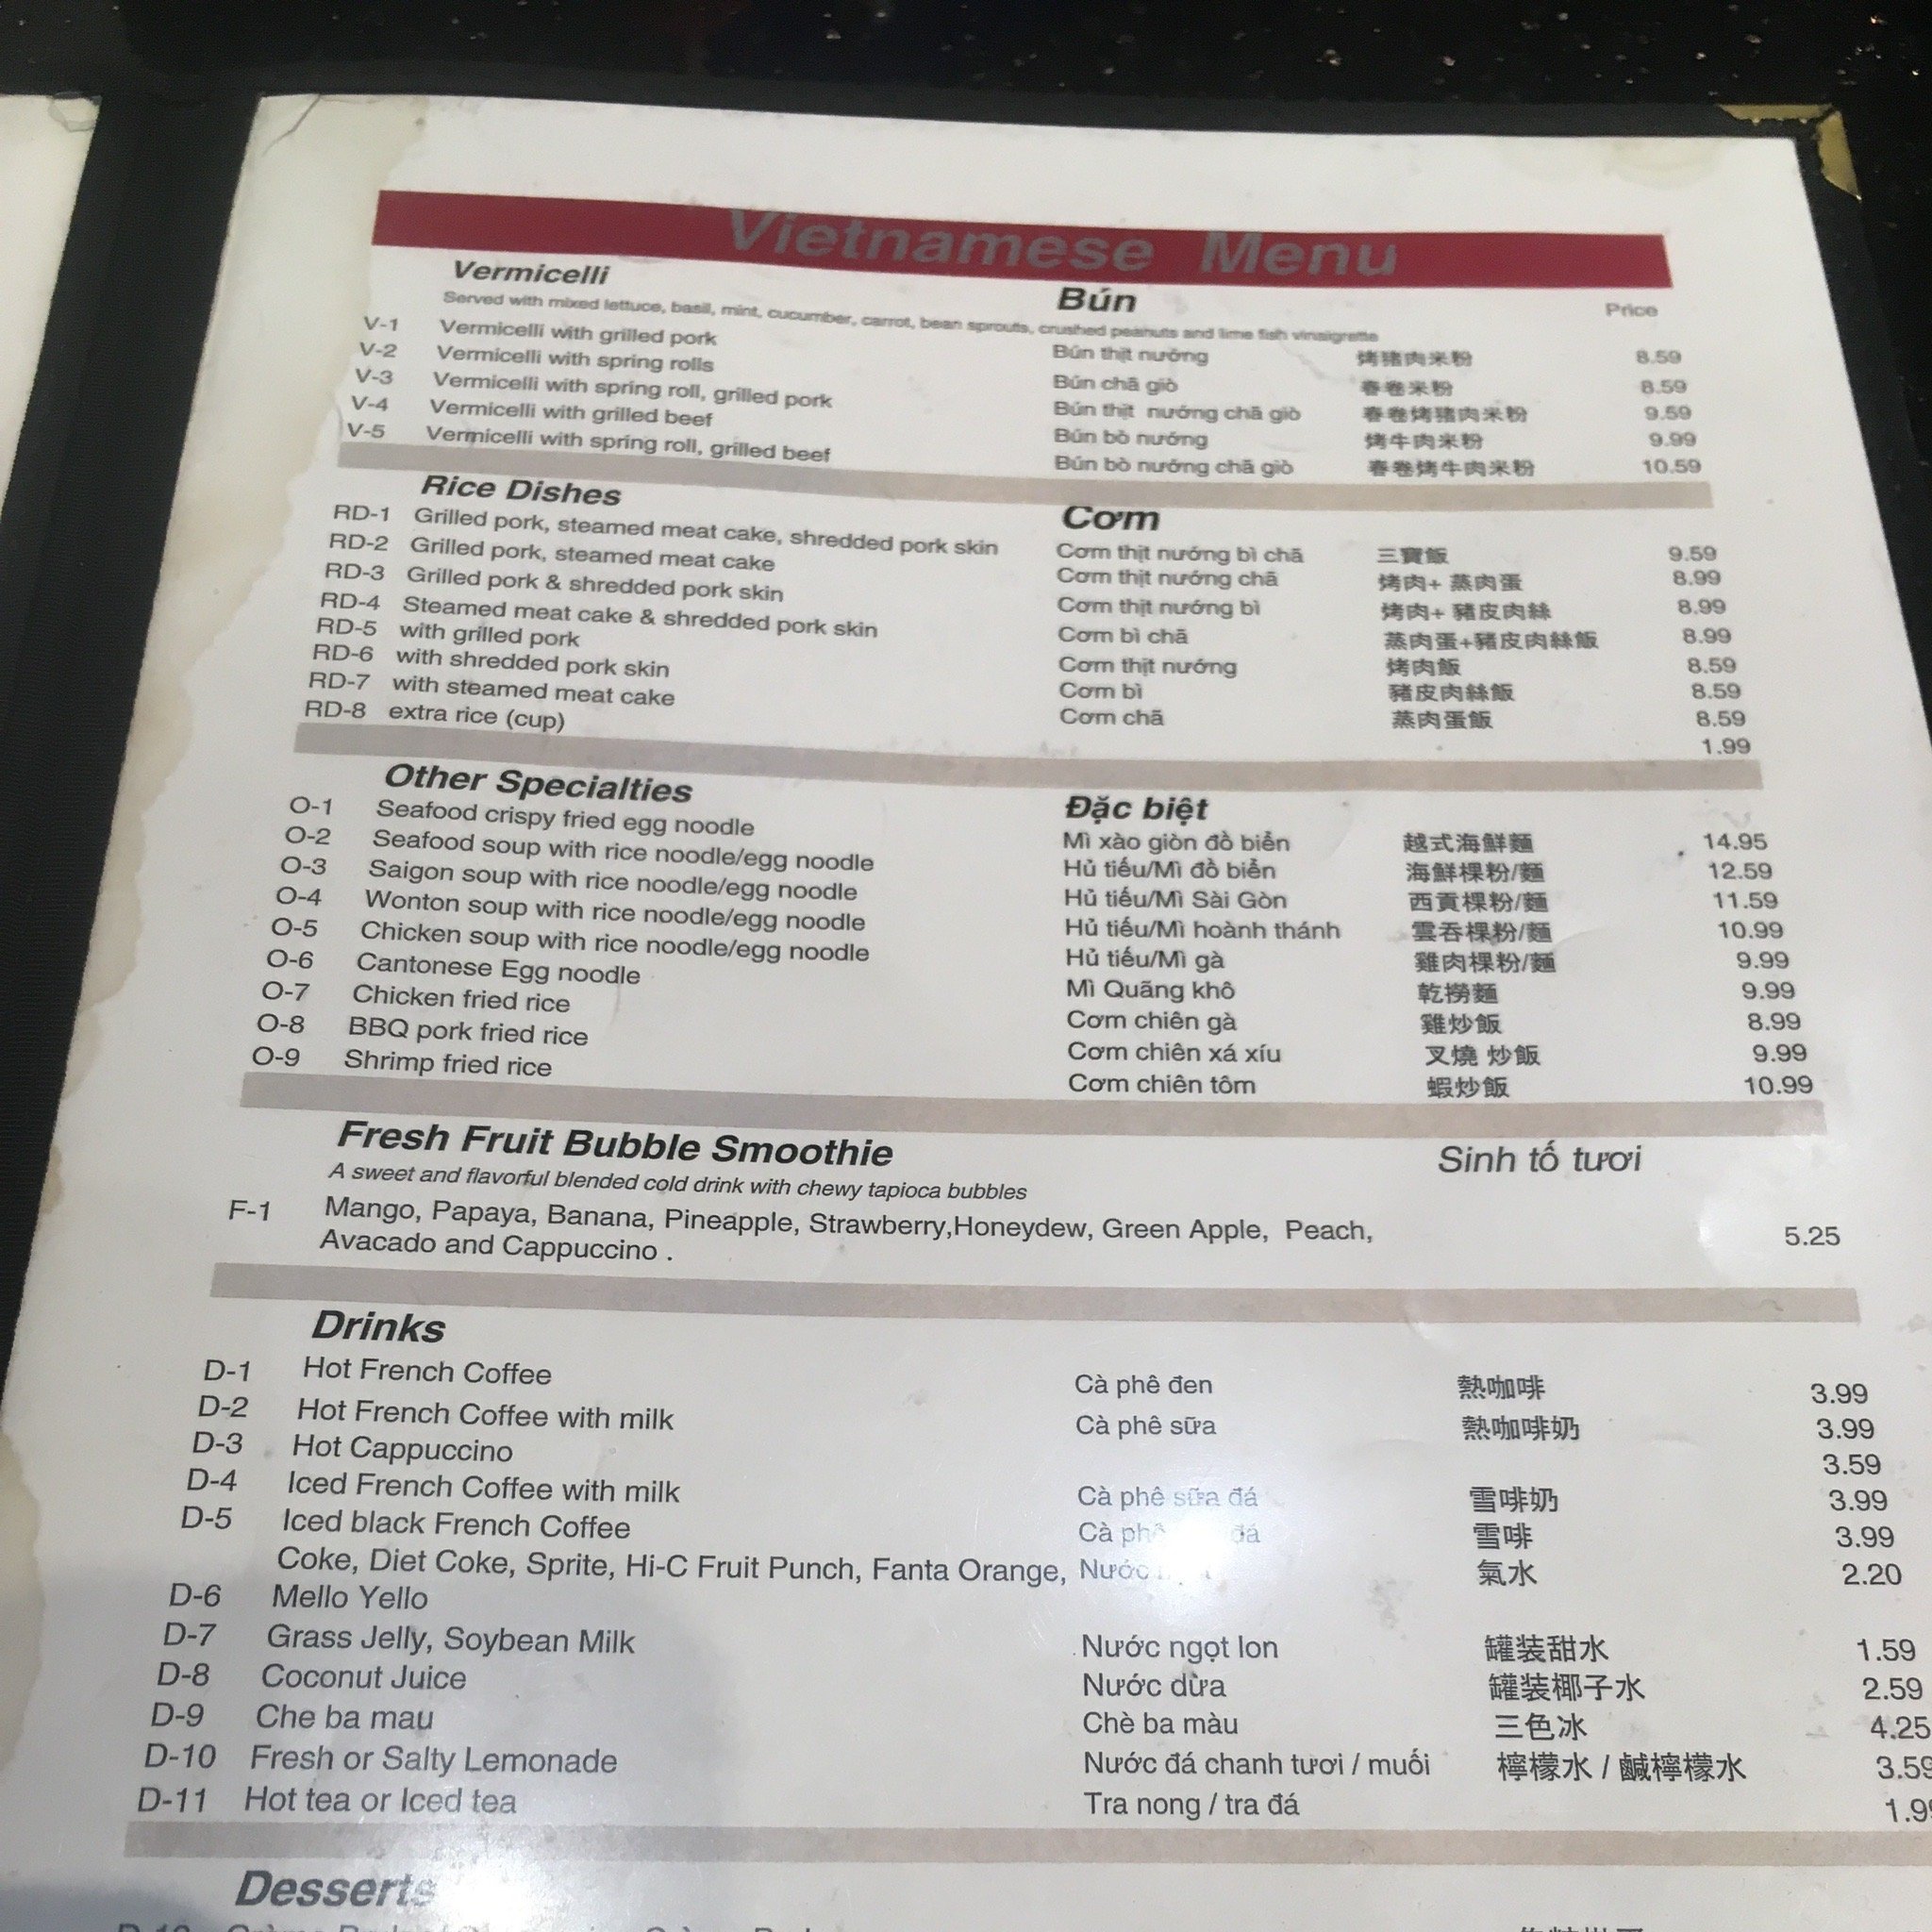 Vietnamese Menu
Vermicelli Bún Price
Served with mixed lettuce, basil, mint, cucumber, carrot, bean sprouts, crushed peanuts and lime fish vinaigrette
V-1 Vermicelli with grilled pork Bún thịt nướng 烤猪肉米粉 8.59
V-2 Vermicelli with spring rolls Bún chã giò 春卷米粉 8.59
V-3 Vermicelli with spring roll, grilled pork Bún thịt nướng chã giò 春卷烤猪肉米粉 9.59
V-4 Vermicelli with grilled beef Bún bò nướng 烤牛肉米粉 9.99
V-5 Vermicelli with spring roll, grilled beef Bún bò nướng chã giò 春卷烤牛肉米粉 10.59
Rice Dishes Cơm
RD-1 Grilled pork, steamed meat cake, shredded pork skin Cơm thịt nướng bì chã 三寶飯 9.59
RD-2 Grilled pork, steamed meat cake Cơm thịt nướng chã 烤肉+ 蒸肉蛋 8.99
RD-3 Grilled pork & shredded pork skin Cơm thịt nướng bì 烤肉+ 豬皮肉絲 8.99
RD-4 Steamed meat cake & shredded pork skin Cơm bì chã 蒸肉蛋+豬皮肉絲飯 8.99
RD-5 with grilled pork Cơm thịt nướng 烤肉飯 8.59
RD-6 with shredded pork skin Cơm bì 豬皮肉絲飯 8.59
RD-7 with steamed meat cake Cơm chã 蒸肉蛋飯 8.59
RD-8 extra rice (cup) 1.99
Other Specialties Đặc biệt
O-1 Seafood crispy fried egg noodle Mì xào giòn đồ biển 越式海鮮麵 14.95
O-2 Seafood soup with rice noodle/egg noodle Hủ tiếu/Mì đồ biển 海鮮粿粉/麵 12.59
O-3 Saigon soup with rice noodle/egg noodle Hủ tiếu/Mì Sài Gòn 西貢粿粉/麵 11.59
O-4 Wonton soup with rice noodle/egg noodle Hủ tiếu/Mì hoành thánh 雲吞粿粉/麵 10.99
O-5 Chicken soup with rice noodle/egg noodle Hủ tiếu/Mì gà 雞肉粿粉/麵 9.99
O-6 Cantonese Egg noodle Mì Quãng khô 乾撈麵 9.99
O-7 Chicken fried rice Cơm chiên gà 雞炒飯 8.99
O-8 BBQ pork fried rice Cơm chiên xá xíu 叉燒 炒飯 9.99
O-9 Shrimp fried rice Cơm chiên tôm 蝦炒飯 10.99
Fresh Fruit Bubble Smoothie Sinh tố tươi
A sweet and flavorful blended cold drink with chewy tapioca bubbles
F-1 Mango, Papaya, Banana, Pineapple, Strawberry,Honeydew, Green Apple, Peach, 5.25
Avacado and Cappuccino .
Drinks
D-1 Hot French Coffee Cà phê đen 熱咖啡 3.99
D-2 Hot French Coffee with milk Cà phê sữa 熱咖啡奶 3.99
D-3 Hot Cappuccino 3.59
D-4 Iced French Coffee with milk Cà phê sữa đá 雪啡奶 3.99
D-5 Iced black French Coffee Cà phê đá 雪啡 3.99
Coke, Diet Coke, Sprite, Hi-C Fruit Punch, Fanta Orange, Nước 氣水 2.20
D-6 Mello Yello
D-7 Grass Jelly, Soybean Milk Nước ngọt lon 罐装甜水 1.59
D-8 Coconut Juice Nước dừa 罐装椰子水 2.59
D-9 Che ba mau Chè ba màu 三色冰 4.25
D-10 Fresh or Salty Lemonade Nước đá chanh tươi / muối 檸檬水 / 鹹檸檬水 3.59
D-11 Hot tea or Iced tea Tra nong / tra đá
Desserts